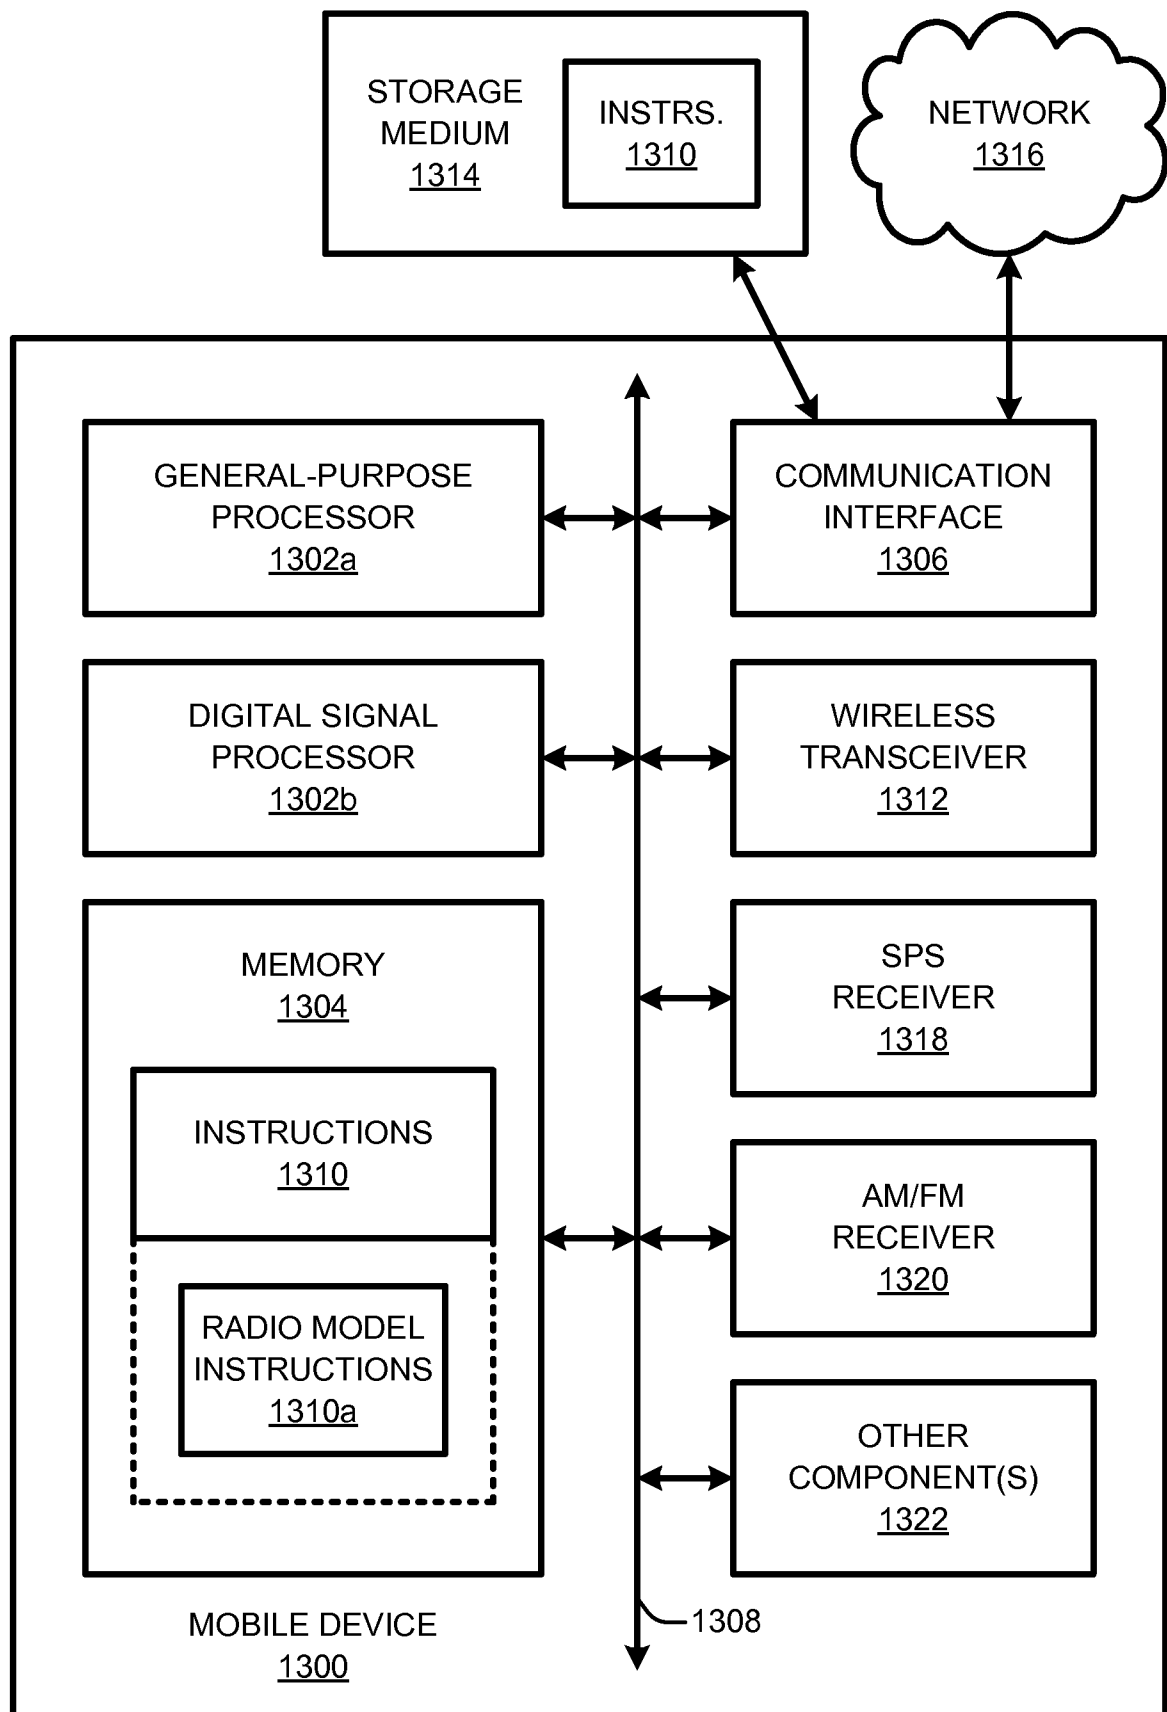 STORAGE
MEDIUM
1314
INSTRS.
1310
NETWORK
1316
GENERAL-PURPOSE
PROCESSOR
1302a
COMMUNICATION
INTERFACE
1306
DIGITAL SIGNAL
PROCESSOR
1302b
WIRELESS
TRANSCEIVER
1312
MEMORY
1304
SPS
RECEIVER
1318
INSTRUCTIONS
1310
AM/FM
RECEIVER
1320
RADIO MODEL
INSTRUCTIONS
1310a
OTHER
COMPONENT(S)
1322
MOBILE DEVICE
1300
1308